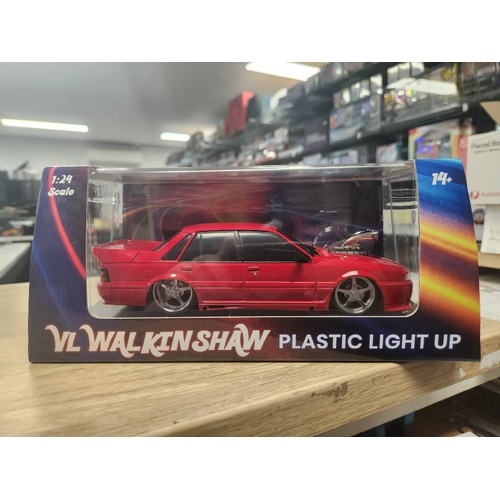 1:24
Scale
14+
VL WALKINSHAW PLASTIC LIGHT UP